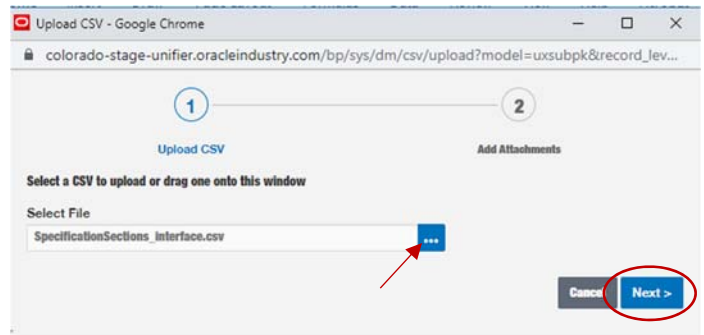 Upload CSV - Google Chrome
colorado-stage-unifier.oracleindustry.com/bp/sys/dm/csv/upload?model=uxsubpk&record_lev...
1
2
Upload CSV
Add Attachments
Select a CSV to upload or drag one onto this window
Select File
SpecificationSections_Interface.csv
...
Cancel
Next >